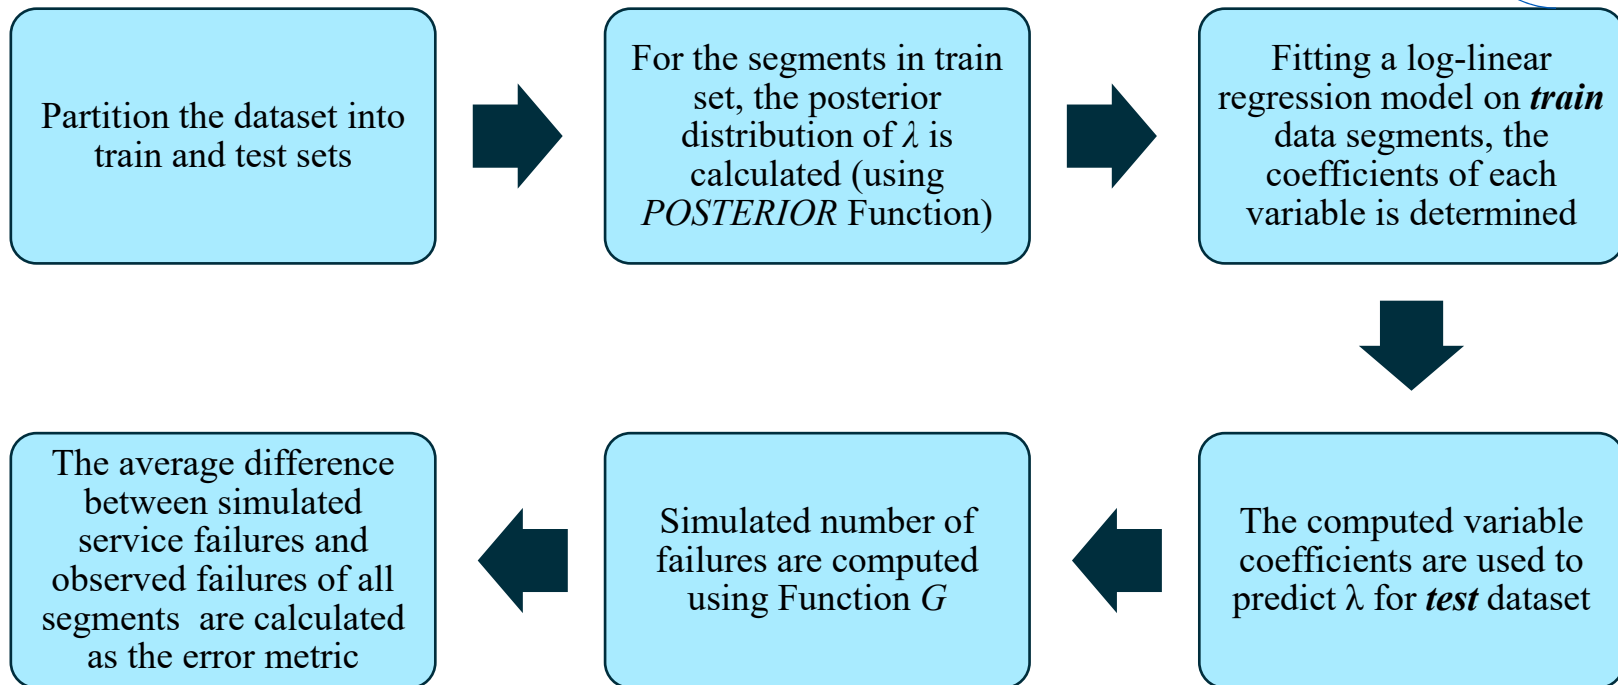 Partition the dataset into
train and test sets
For the segments in train
set, the posterior
distribution of λ is
calculated (using
POSTERIOR Function)
Fitting a log-linear
regression model on train
data segments, the
coefficients of each
variable is determined
The computed variable
coefficients are used to
predict λ for test dataset
Simulated number of
failures are computed
using Function G
The average difference
between simulated
service failures and
observed failures of all
segments are calculated
as the error metric